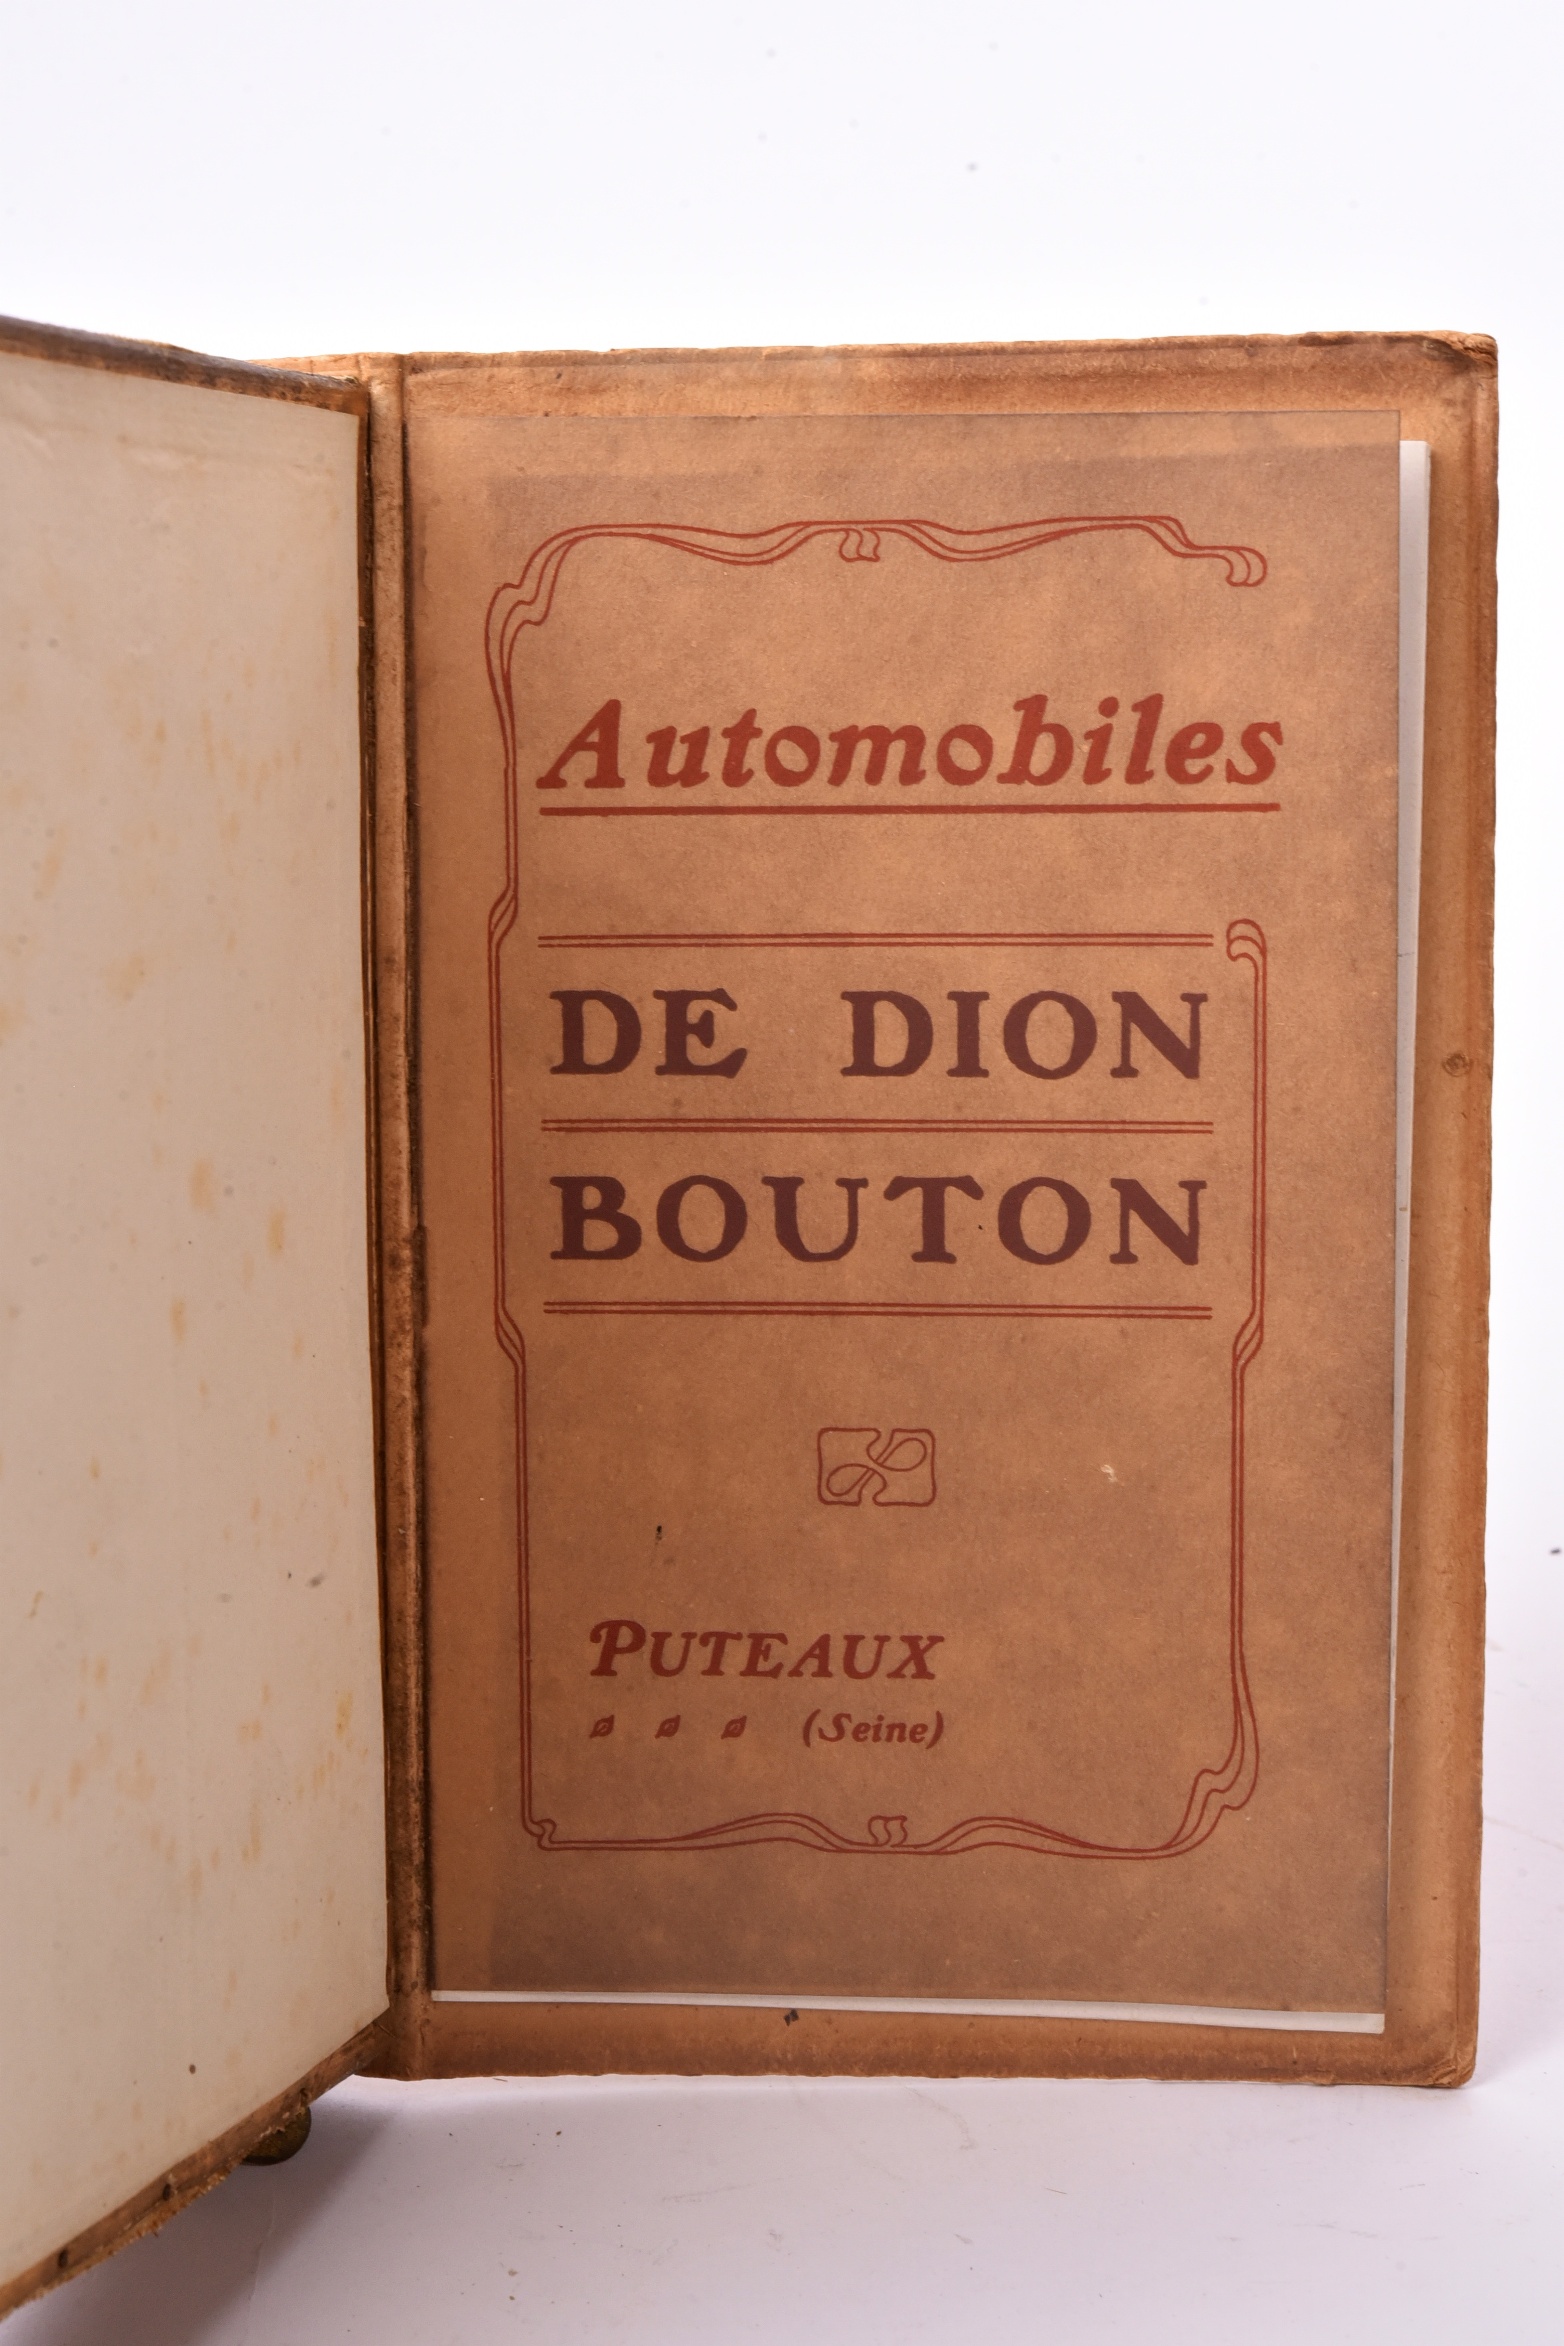 Automobiles
DE DION
BOUTON
PUTEAUX
(Seine)